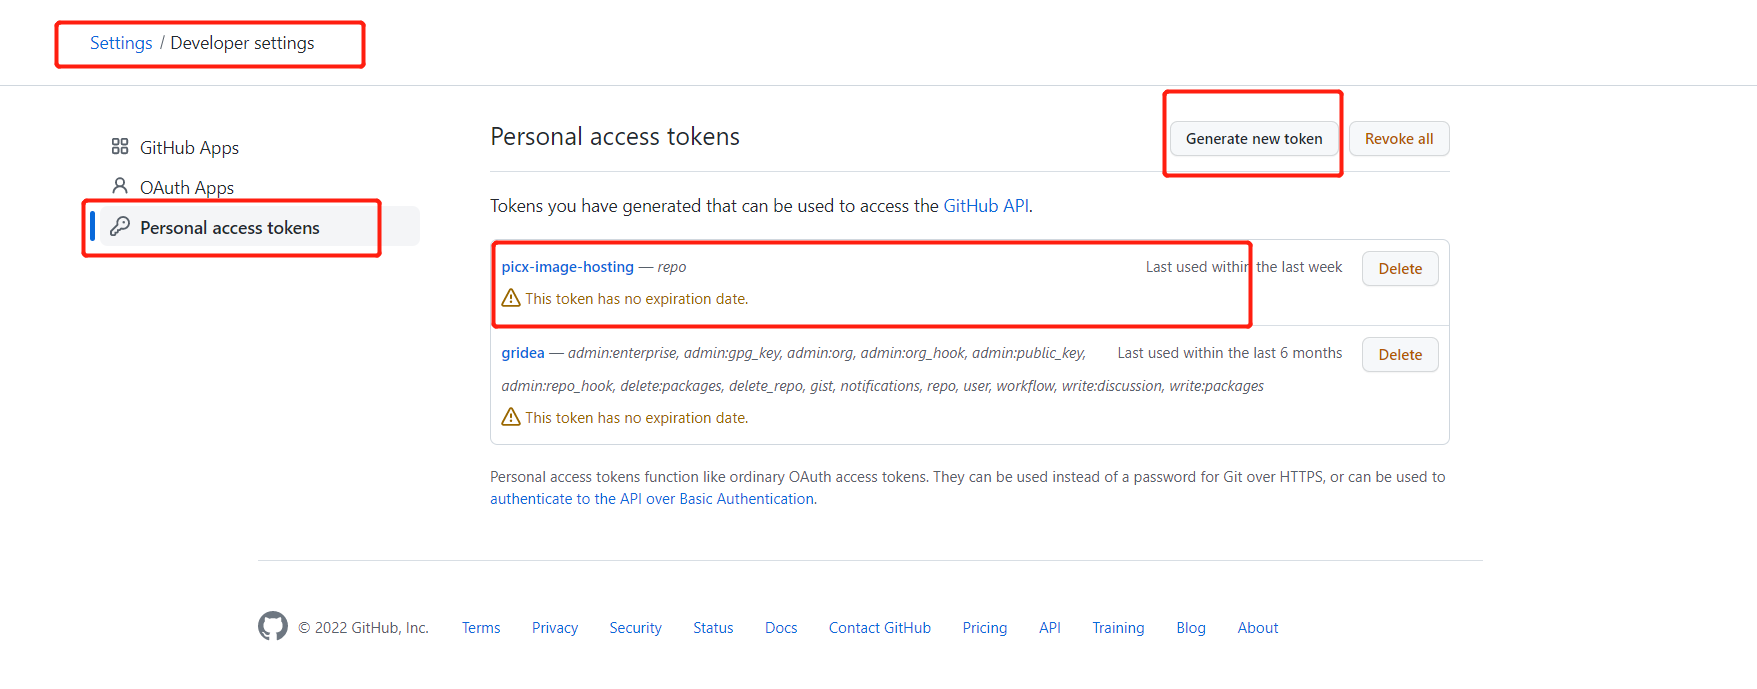 Settings / Developer settings
GitHub Apps
OAuth Apps
Personal access tokens
Personal access tokens
Generate new token
Revoke all
Tokens you have generated that can be used to access the GitHub API.
picx-image-hosting — repo
Last used within the last week
Delete
This token has no expiration date.
gridea — admin:enterprise, admin:gpg_key, admin:org, admin:org_hook, admin:public_key,
Last used within the last 6 months
Delete
admin:repo_hook, delete:packages, delete_repo, gist, notifications, repo, user, workflow, write:discussion, write:packages
This token has no expiration date.
Personal access tokens function like ordinary OAuth access tokens. They can be used instead of a password for Git over HTTPS, or can be used to
authenticate to the API over Basic Authentication.
© 2022 GitHub, Inc.
Terms
Privacy
Security
Status
Docs
Contact GitHub
Pricing
API
Training
Blog
About